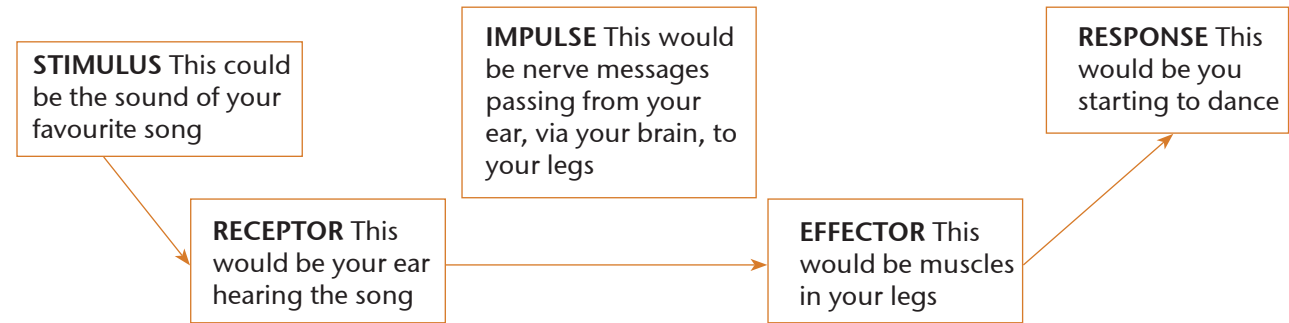 STIMULUS This could
be the sound of your
favourite song
RECEPTOR This
would be your ear
hearing the song
IMPULSE This would
be nerve messages
passing from your
ear, via your brain, to
your legs
EFFECTOR This
would be muscles
in your legs
RESPONSE This
would be you
starting to dance